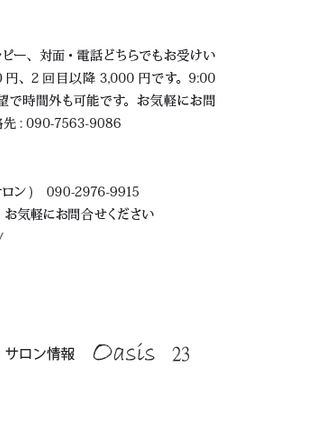 ピー、対面・電話どちらでもお受けい
円、2 回目以降 3,000 円です。9:00
望で時間外も可能です。お気軽にお問
絡先 : 090-7563-9086
サロン） 090-2976-9915
お気軽にお問合せください
/
サロン情報 Oasis 23